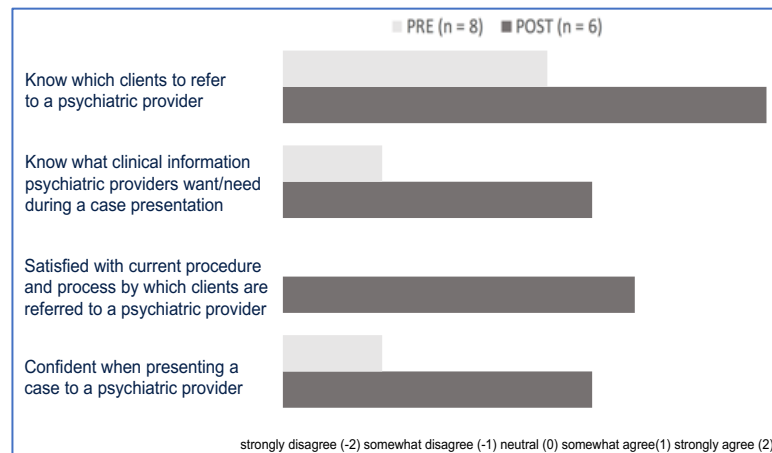 PRE (n = 8) POST (n = 6)
Know which clients to refer
to a psychiatric provider
Know what clinical information
psychiatric providers want/need
during a case presentation
Satisfied with current procedure
and process by which clients are
referred to a psychiatric provider
Confident when presenting a
case to a psychiatric provider
strongly disagree (-2) somewhat disagree (-1) neutral (0) somewhat agree(1) strongly agree (2)